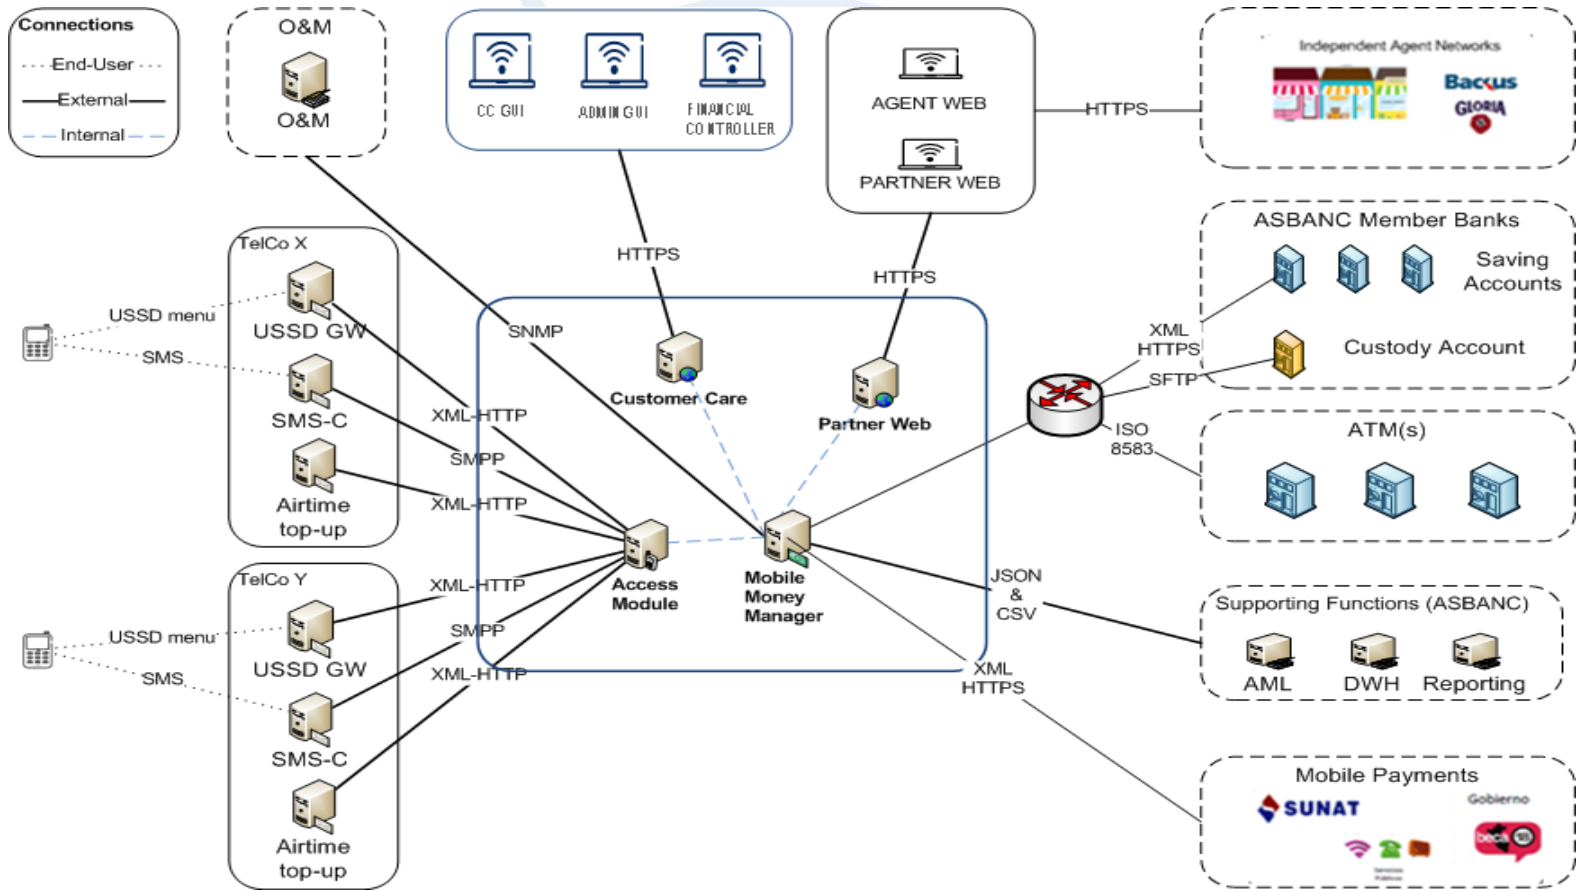 Connections
End-User
External
Internal
O&M
O&M
CC GUI
ADMIN GUI
FINANCIAL
CONTROLLER
AGENT WEB
PARTNER WEB
HTTPS
Independent Agent Networks
Backus
GLORIA
TelCo X
USSD menu
SMS
USSD GW
SMS-C
Airtime
top-up
XML-HTTP
SMPP
XML-HTTP
SNMP
HTTPS
HTTPS
Customer Care
Partner Web
Access
Module
Mobile
Money
Manager
XML
HTTPS
SFTP
ISO
8583
ASBANC Member Banks
Saving
Accounts
Custody Account
ATM(s)
TelCo Y
USSD menu
SMS
USSD GW
SMS-C
Airtime
top-up
XML-HTTP
SMPP
XML-HTTP
JSON
&
CSV
XML
HTTPS
Supporting Functions (ASBANC)
AML
DWH
Reporting
Mobile Payments
SUNAT
Gobierno
beca 18
Servicios
Públicos